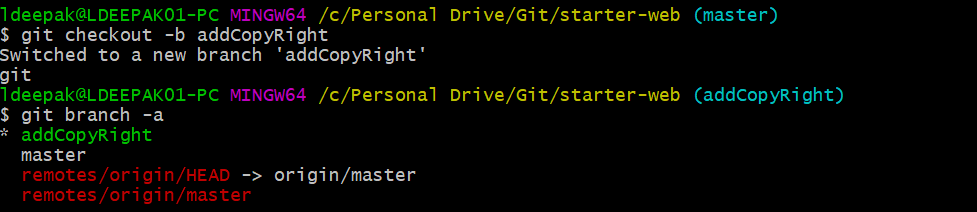 ldeepak@LDEEPAK01-PC MINGW64 /c/Personal Drive/Git/starter-web (master)
$ git checkout -b addCopyRight
Switched to a new branch 'addCopyRight'
git
ldeepak@LDEEPAK01-PC MINGW64 /c/Personal Drive/Git/starter-web (addCopyRight)
$ git branch -a
* addCopyRight
  master
  remotes/origin/HEAD -> origin/master
  remotes/origin/master